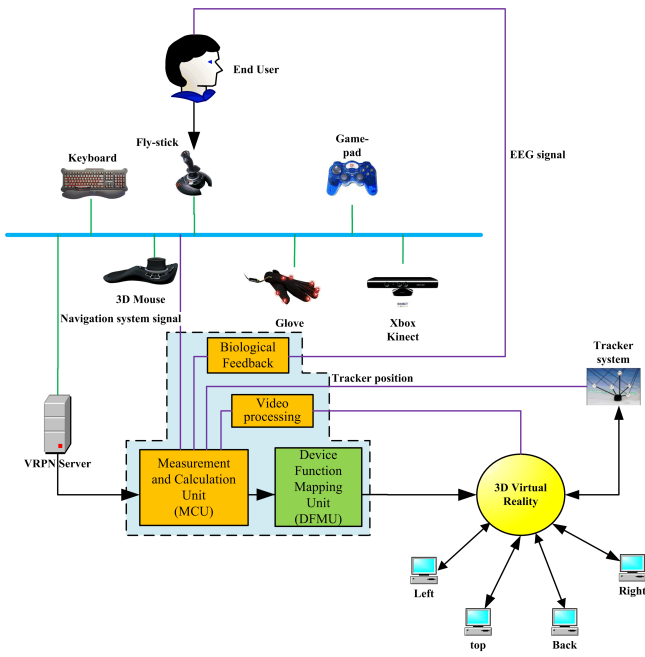 End User
Fly-stick
Game-
pad
Keyboard
EEG signal
3D Mouse
Navigation system signal
Glove
Xbox
Kinect
Biological
Feedback
Tracker
system
Tracker position
Video
processing
VRPN Server
Measurement
and Calculation
Unit
(MCU)
Device
Function
Mapping
Unit
(DFMU)
3D Virtual
Reality
Left
Right
top
Back